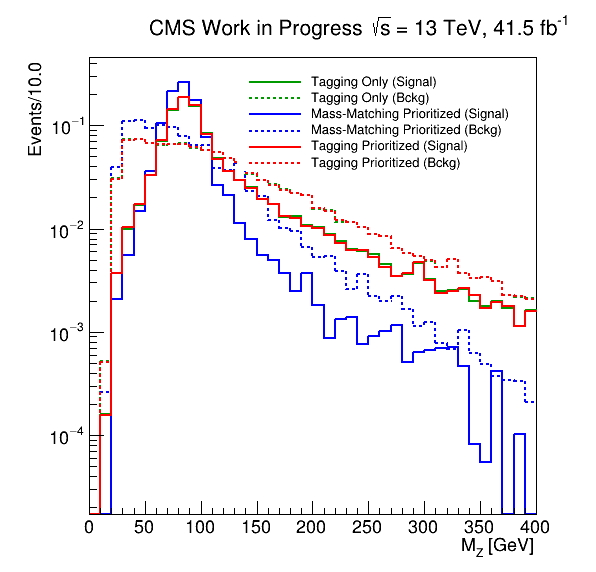 CMS Work in Progress √s = 13 TeV, 41.5 fb⁻¹
Events/10.0
Tagging Only (Signal)
Tagging Only (Bckg)
Mass-Matching Prioritized (Signal)
Mass-Matching Prioritized (Bckg)
Tagging Prioritized (Signal)
Tagging Prioritized (Bckg)
10⁻¹
10⁻²
10⁻³
10⁻⁴
0 50 100 150 200 250 300 350 400
M_Z [GeV]